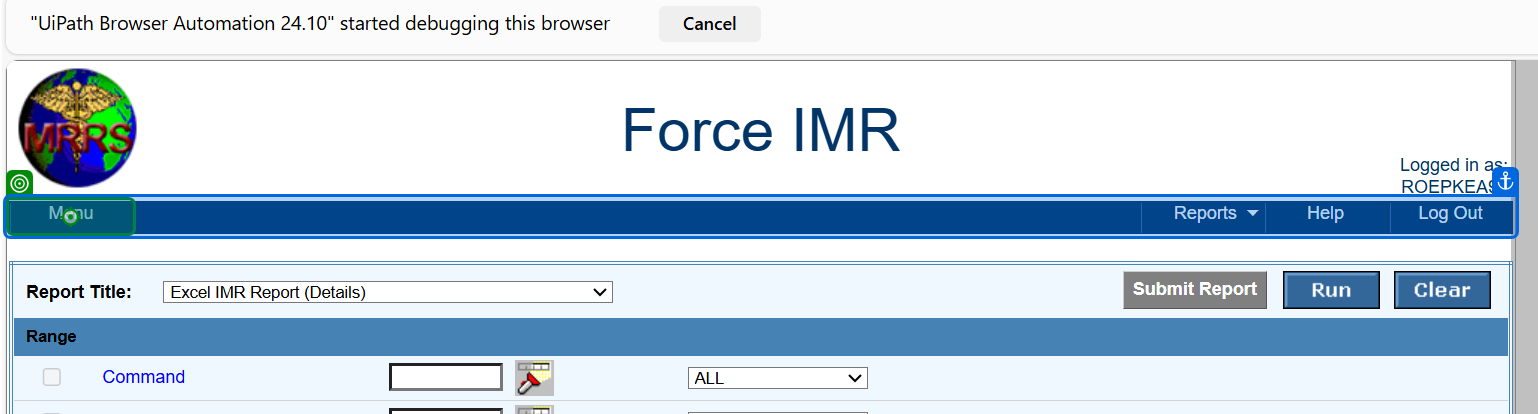 "UiPath Browser Automation 24.10" started debugging this browser Cancel
MRRS
Force IMR
Logged in as:
Menu Reports Help Log Out
Report Title: Excel IMR Report (Details) Submit Report Run Clear
Range
Command ALL